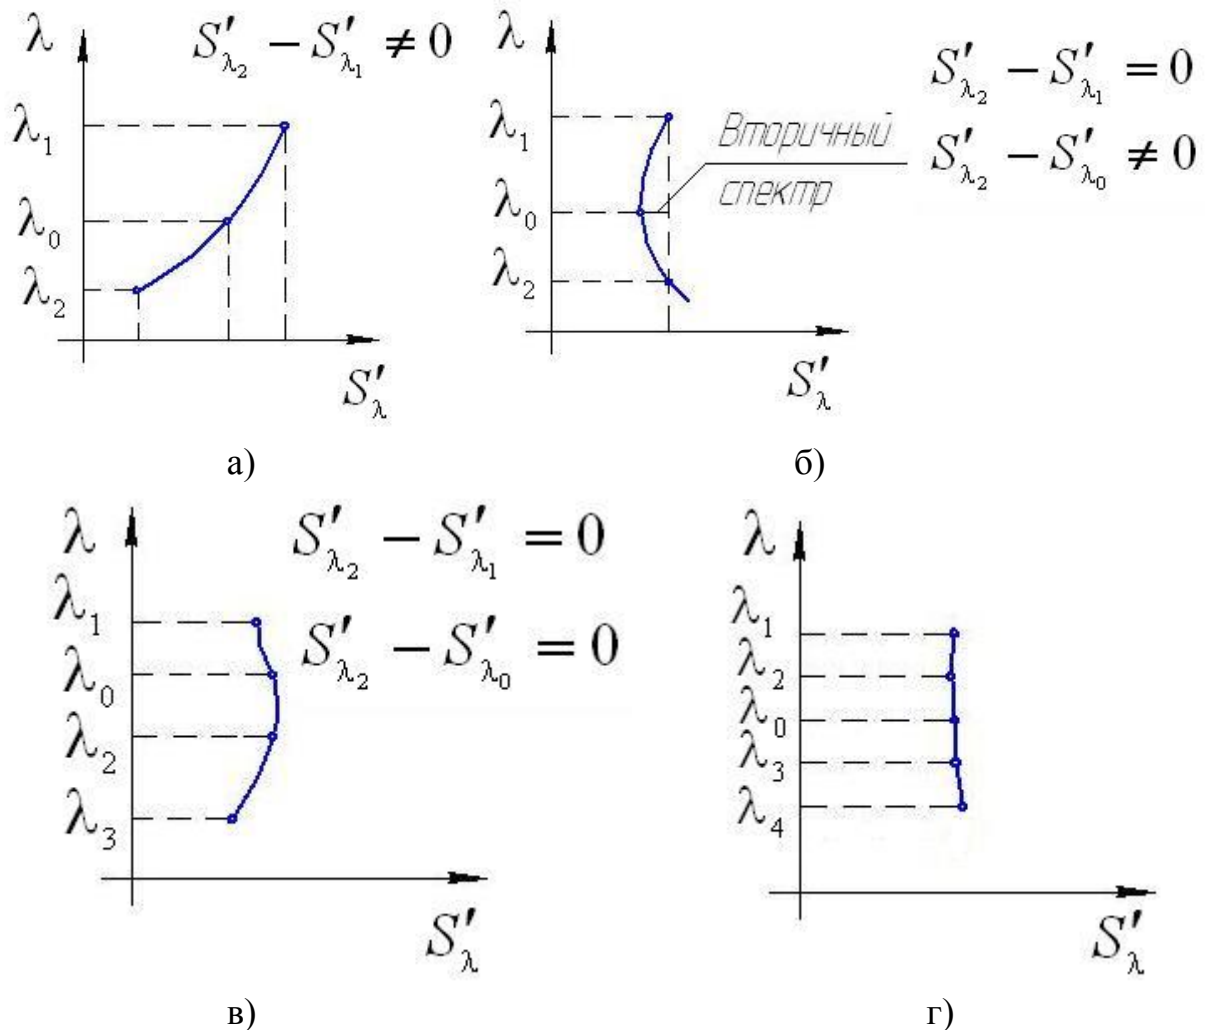 λ
S′λ₂ − S′λ₁ ≠ 0
λ₁
λ₀
λ₂
S′λ
а)
λ
S′λ₂ − S′λ₁ = 0
S′λ₂ − S′λ₀ ≠ 0
λ₁
Вторичный
спектр
λ₀
λ₂
S′λ
б)
λ
S′λ₂ − S′λ₁ = 0
S′λ₂ − S′λ₀ = 0
λ₁
λ₀
λ₂
λ₃
S′λ
в)
λ
λ₁
λ₂
λ₀
λ₃
λ₄
S′λ
г)